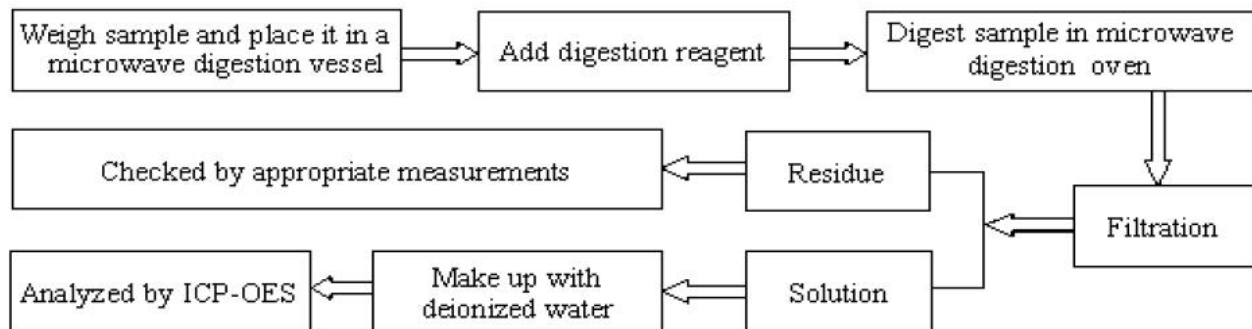 Weigh sample and place it in a
microwave digestion vessel
Add digestion reagent
Digest sample in microwave
digestion oven
Checked by appropriate measurements
Residue
Filtration
Analyzed by ICP-OES
Make up with
deionized water
Solution